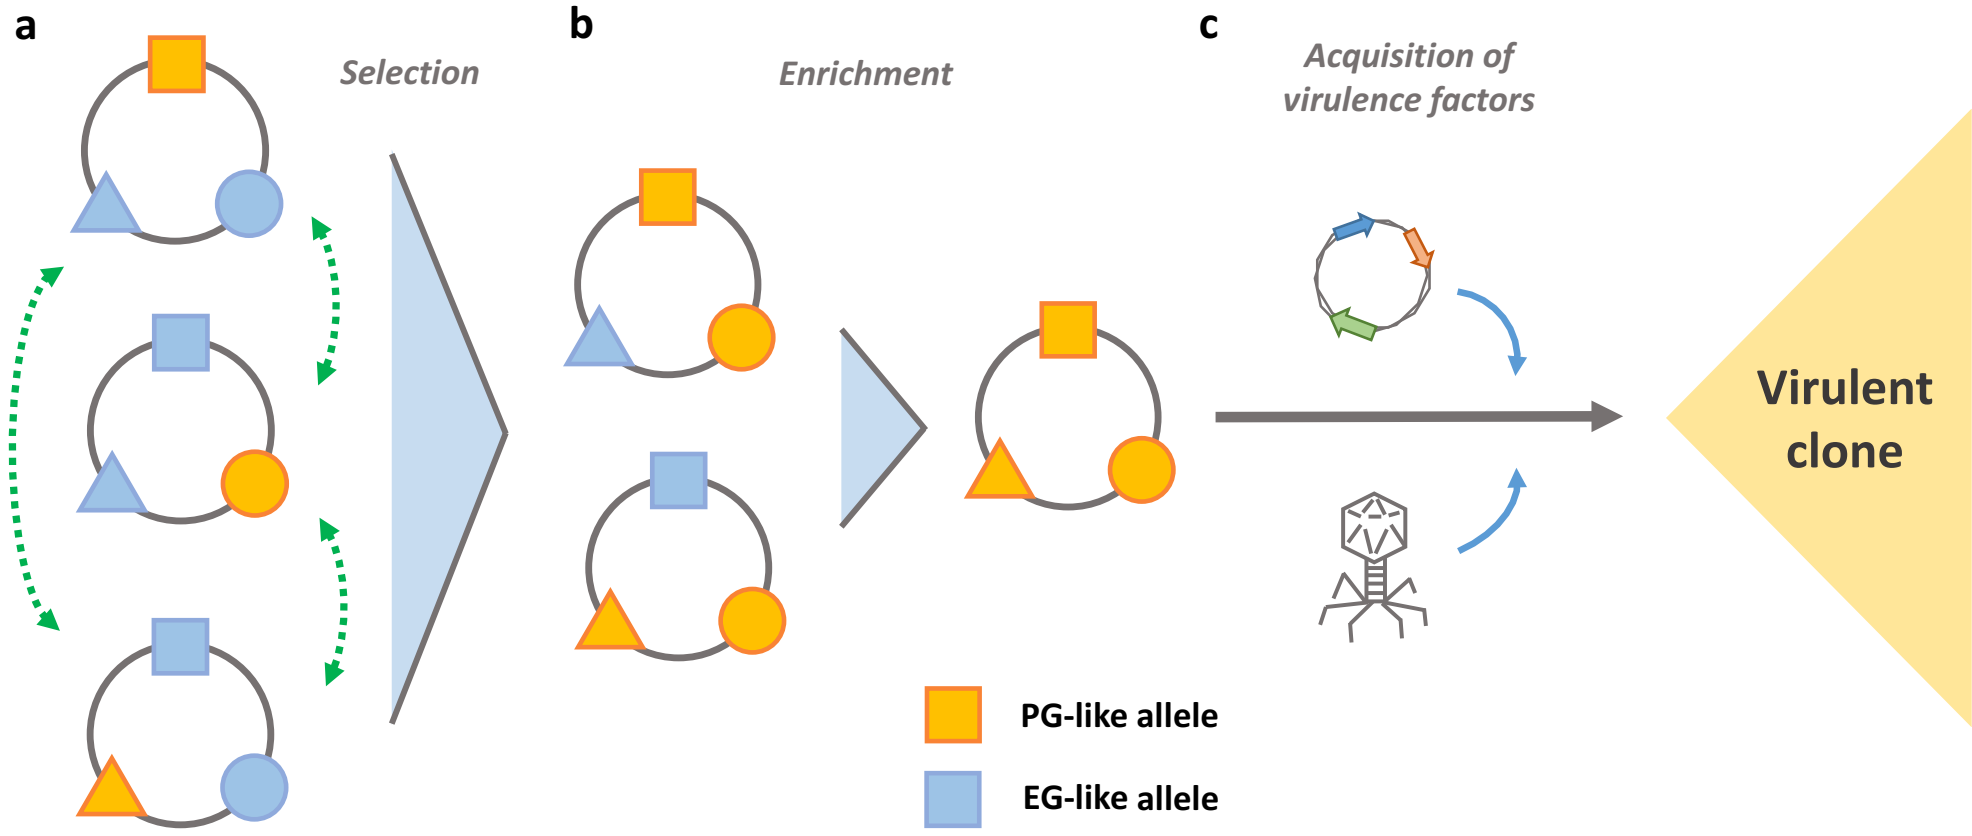 a
Selection
b
Enrichment
c
Acquisition of
virulence factors
Virulent
clone
PG-like allele
EG-like allele